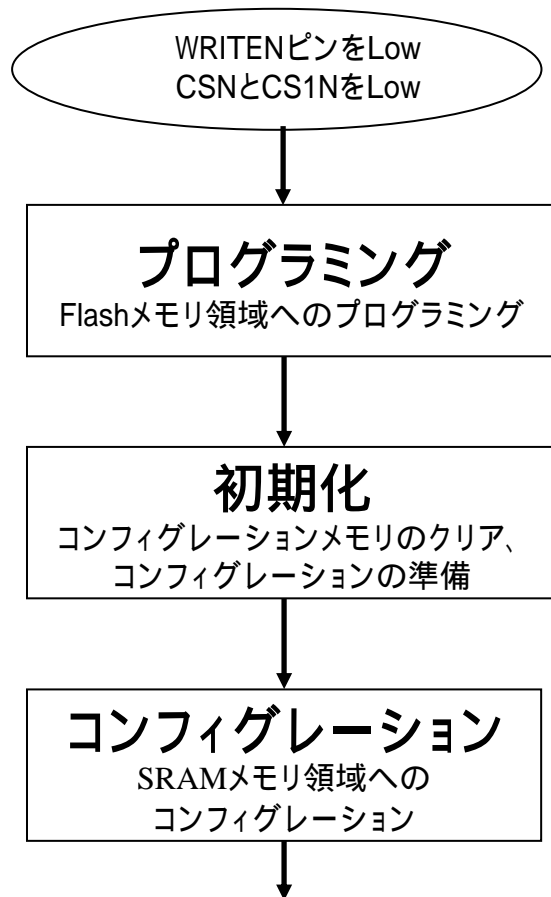 WRITENピンをLow
CSNとCS1NをLow
プログラミング
Flashメモリ領域へのプログラミング
初期化
コンフィグレーションメモリのクリア、
コンフィグレーションの準備
コンフィグレーション
SRAMメモリ領域への
コンフィグレーション